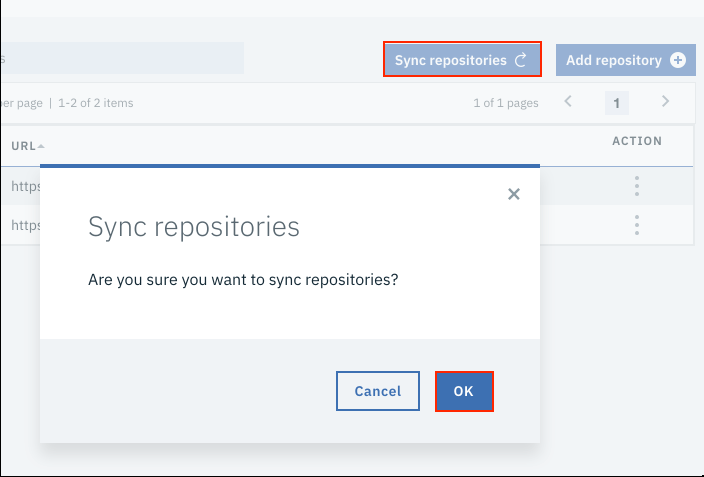 s
Sync repositories
Add repository
per page | 1-2 of 2 items
1 of 1 pages
1
URL
ACTION
https
https
Sync repositories
Are you sure you want to sync repositories?
Cancel
OK